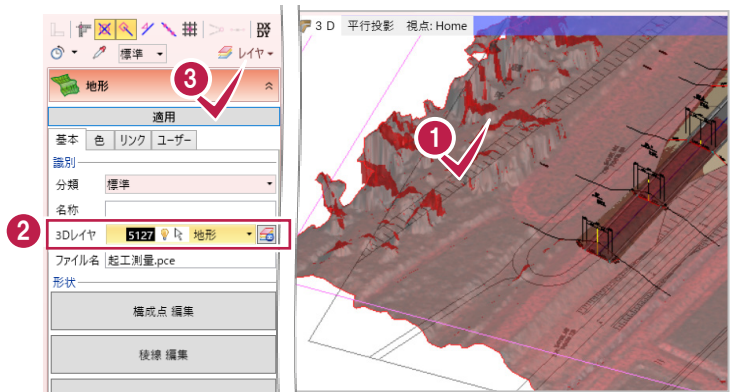 3 D 平行投影 視点: Home
標準
レイヤ
3
地形
適用
1
基本 色 リンク ユーザー
識別
分類 標準
名称
2
3Dレイヤ 5127 地形
ファイル名 起工測量.pce
形状
構成点 編集
稜線 編集